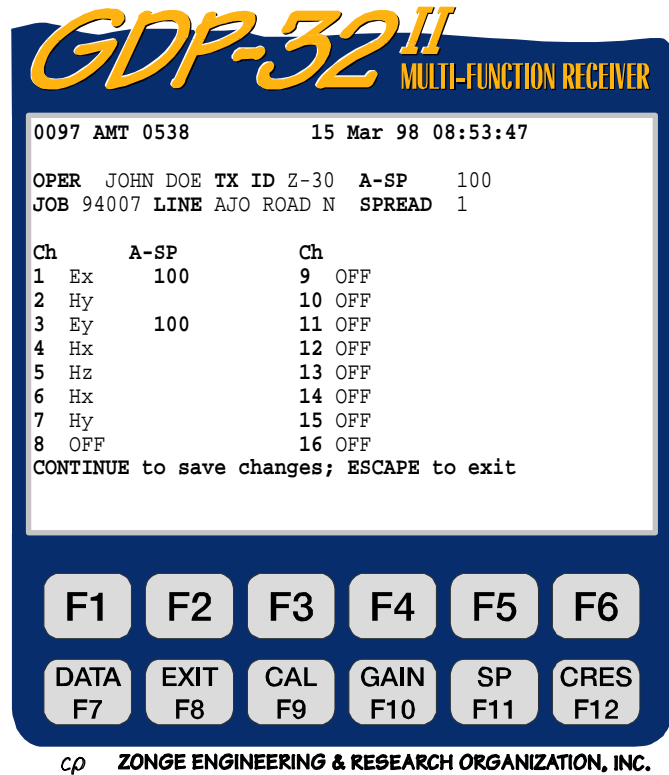 GDP-32 II
MULTI-FUNCTION RECEIVER
0097 AMT 0538 15 Mar 98 08:53:47
OPER JOHN DOE TX ID Z-30 A-SP 100
JOB 94007 LINE AJO ROAD N SPREAD 1
Ch A-SP Ch
1 Ex 100 9 OFF
2 Hy 10 OFF
3 Ey 100 11 OFF
4 Hx 12 OFF
5 Hz 13 OFF
6 Hx 14 OFF
7 Hy 15 OFF
8 OFF 16 OFF
CONTINUE to save changes; ESCAPE to exit
F1 F2 F3 F4 F5 F6
DATA EXIT CAL GAIN SP CRES
F7 F8 F9 F10 F11 F12
cρ ZONGE ENGINEERING & RESEARCH ORGANIZATION, INC.